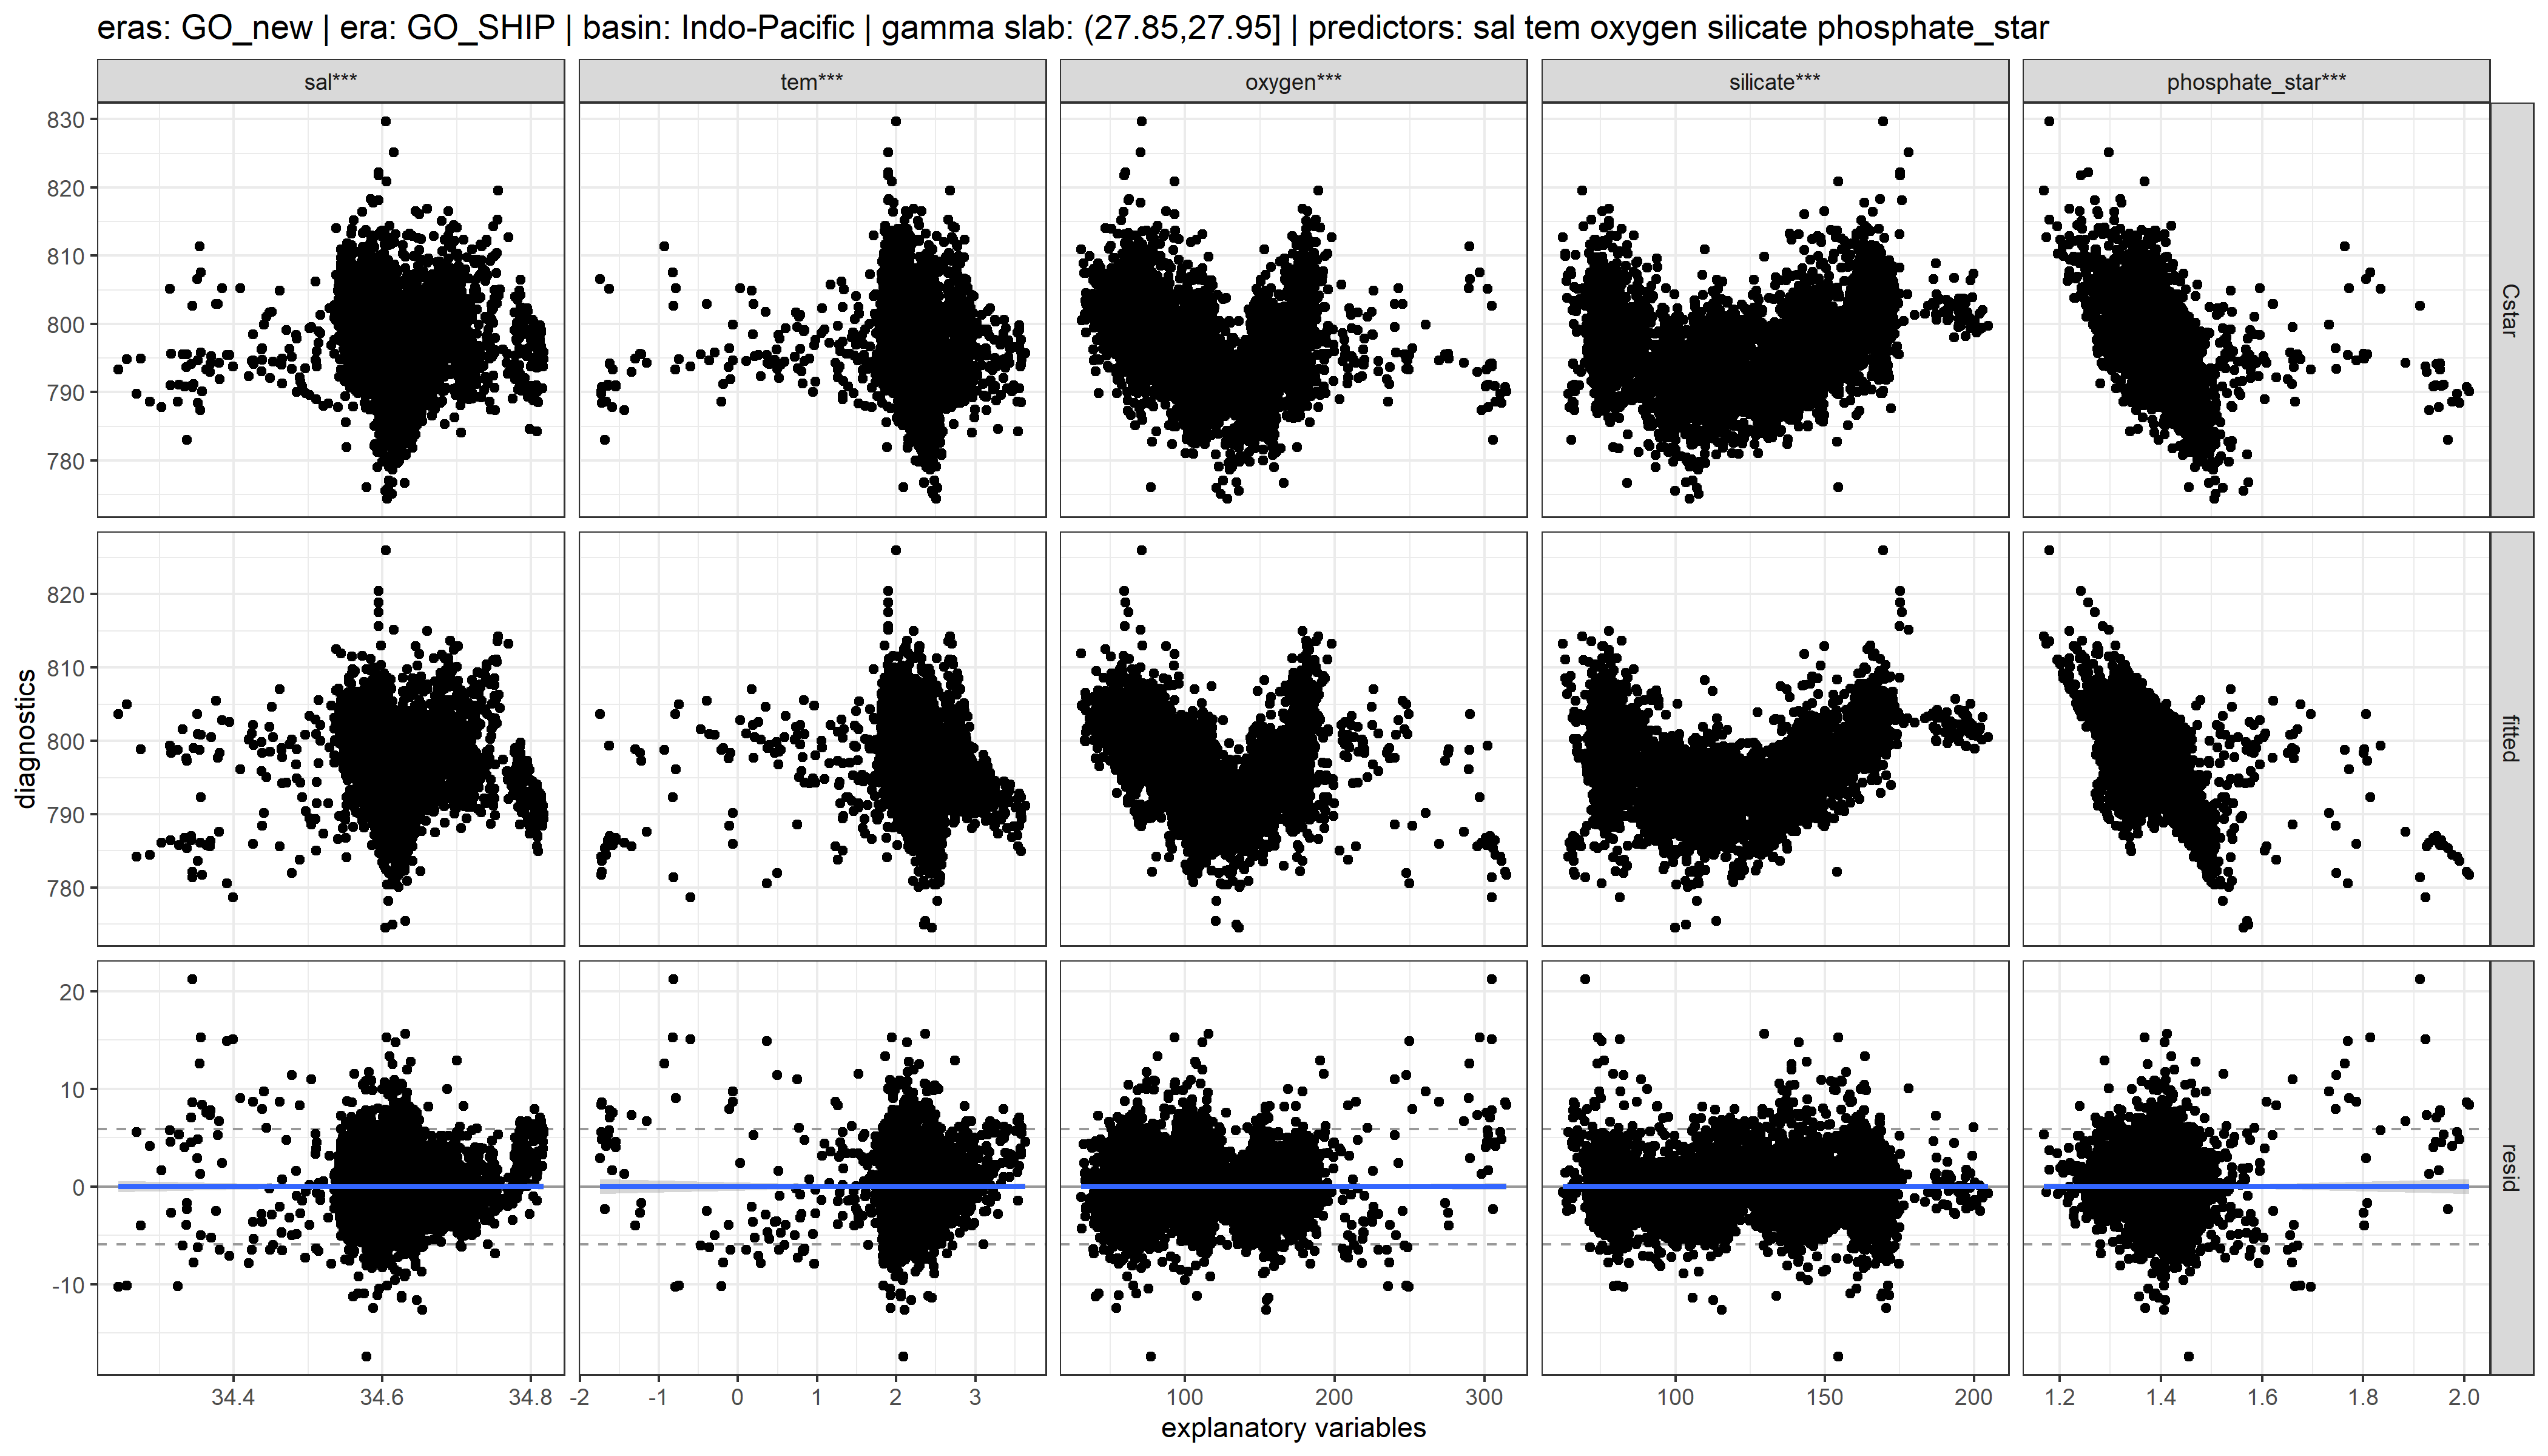 eras: GO_new | era: GO_SHIP | basin: Indo-Pacific | gamma slab: (27.85,27.95] | predictors: sal tem oxygen silicate phosphate_star
sal*** tem*** oxygen*** silicate*** phosphate_star***
830
820
810
800
790
780
Cstar
820
810
800
790
780
fitted
diagnostics
20
10
0
-10
resid
34.4 34.6 34.8 -2 -1 0 1 2 3 100 200 300 100 150 200 1.2 1.4 1.6 1.8 2.0
explanatory variables